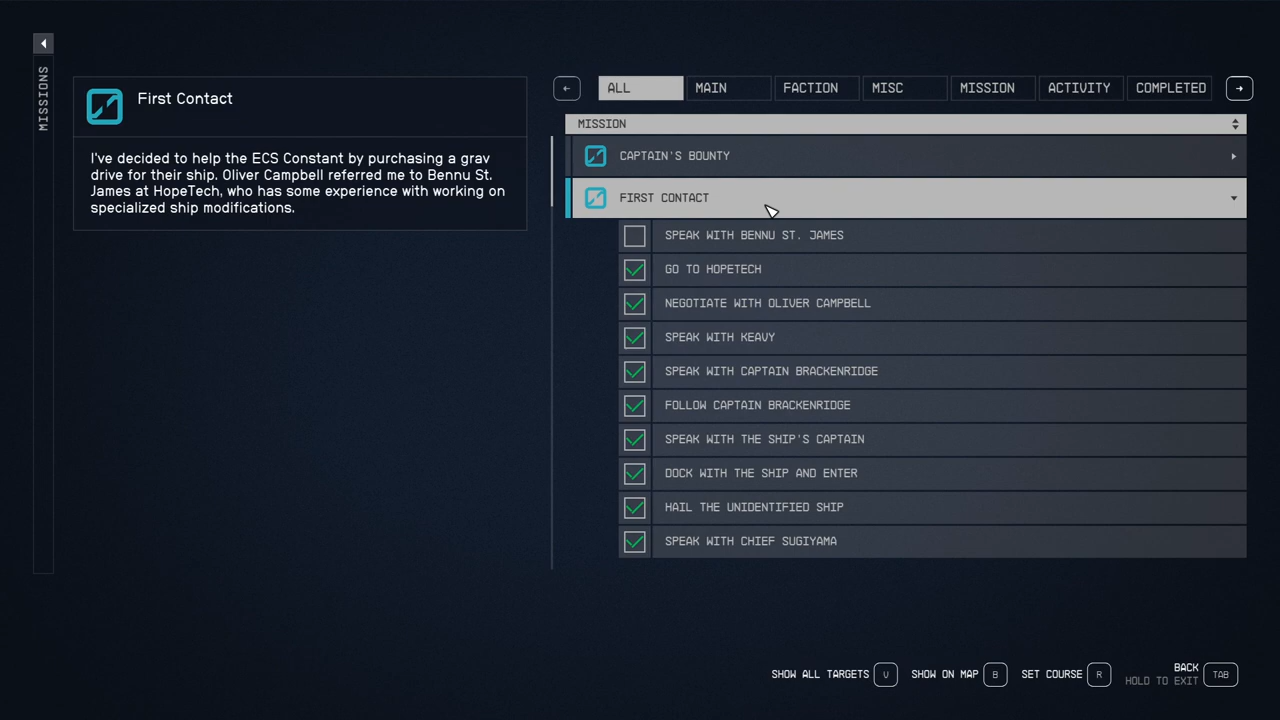 MISSIONS
First Contact
I've decided to help the ECS Constant by purchasing a grav
drive for their ship. Oliver Campbell referred me to Bennu St.
James at HopeTech, who has some experience with working on
specialized ship modifications.
ALL
MAIN
FACTION
MISC
MISSION
ACTIVITY
COMPLETED
MISSION
CAPTAIN'S BOUNTY
FIRST CONTACT
SPEAK WITH BENNU ST. JAMES
GO TO HOPETECH
NEGOTIATE WITH OLIVER CAMPBELL
SPEAK WITH KEAVY
SPEAK WITH CAPTAIN BRACKENRIDGE
FOLLOW CAPTAIN BRACKENRIDGE
SPEAK WITH THE SHIP'S CAPTAIN
DOCK WITH THE SHIP AND ENTER
HAIL THE UNIDENTIFIED SHIP
SPEAK WITH CHIEF SUGIYAMA
SHOW ALL TARGETS V
SHOW ON MAP B
SET COURSE R
BACK
HOLD TO EXIT
TAB